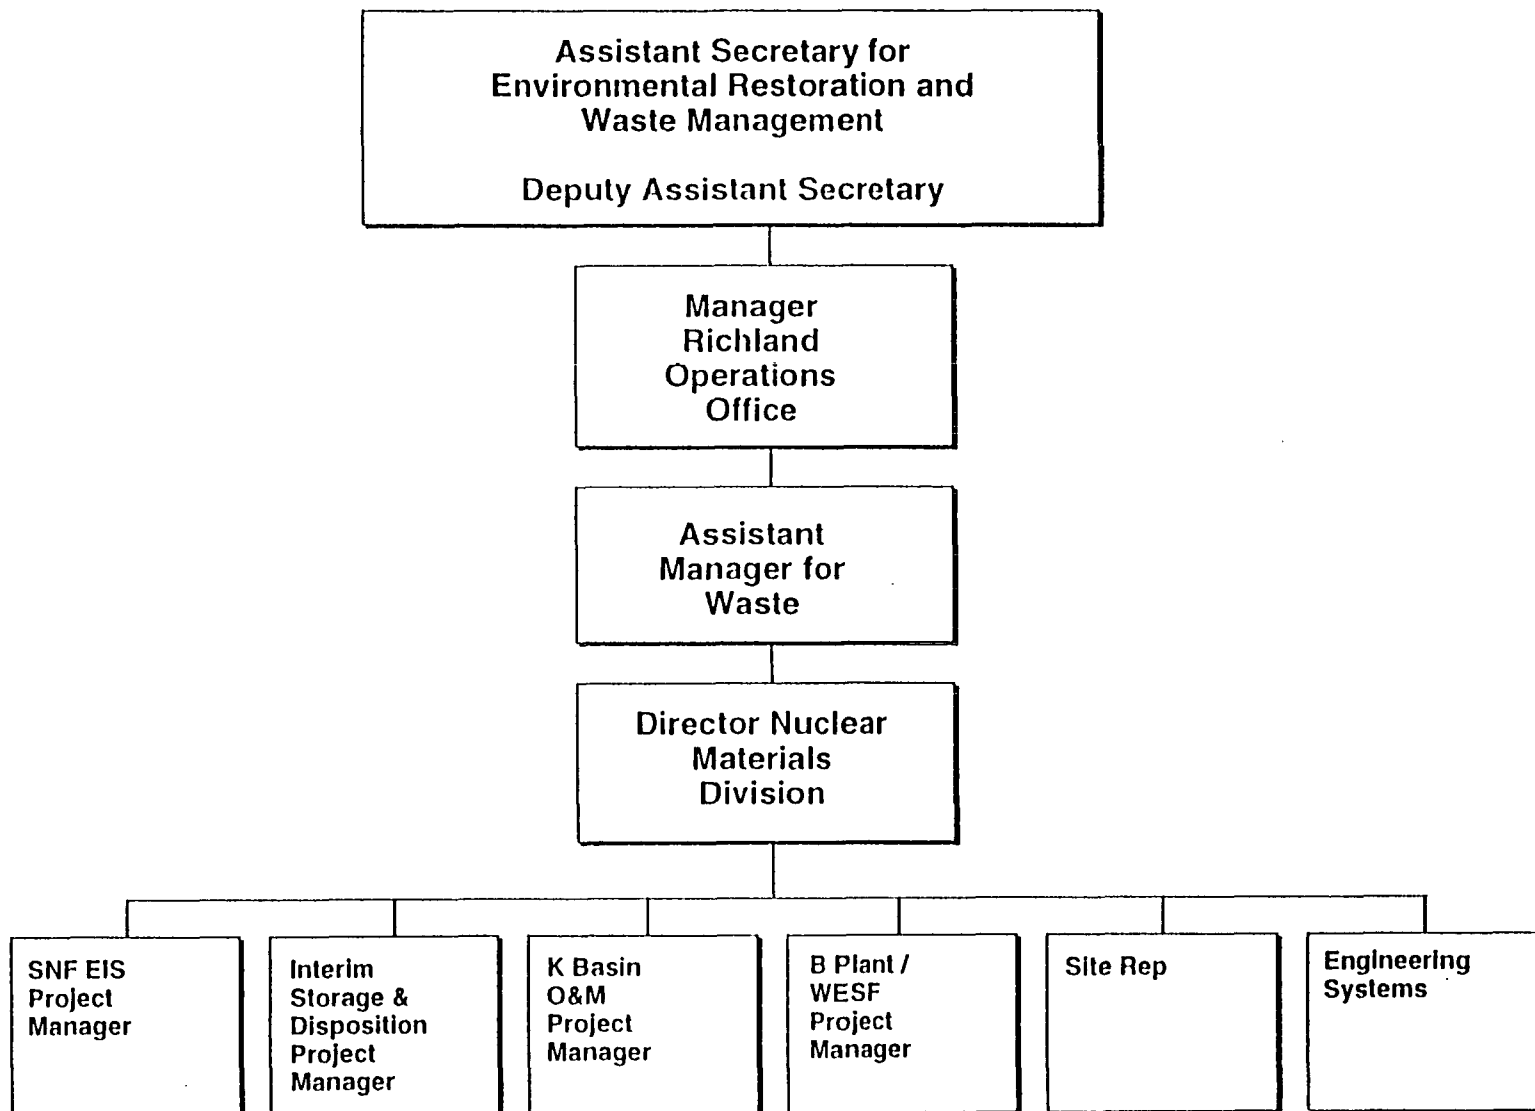 Assistant Secretary for
Environmental Restoration and
Waste Management
Deputy Assistant Secretary
Manager
Richland
Operations
Office
Assistant
Manager for
Waste
Director Nuclear
Materials
Division
SNF EIS
Project
Manager
Interim
Storage &
Disposition
Project
Manager
K Basin
O&M
Project
Manager
B Plant /
WESF
Project
Manager
Site Rep
Engineering
Systems